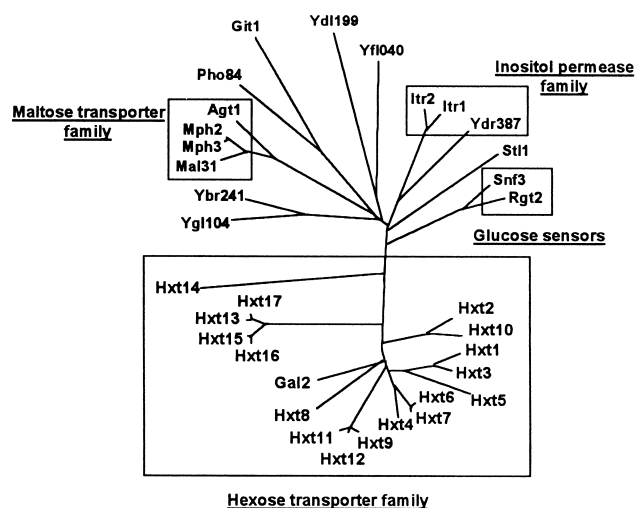 Git1
Ydl199
Yfl040
Pho84
Inositol permease
family
Itr2
Itr1
Ydr387
Maltose transporter
family
Agt1
Mph2
Mph3
Mal31
Stl1
Snf3
Rgt2
Ybr241
Ygl104
Glucose sensors
Hxt14
Hxt17
Hxt13
Hxt15
Hxt16
Hxt2
Hxt10
Hxt1
Hxt3
Gal2
Hxt6
Hxt5
Hxt8
Hxt4
Hxt7
Hxt11
Hxt9
Hxt12
Hexose transporter family